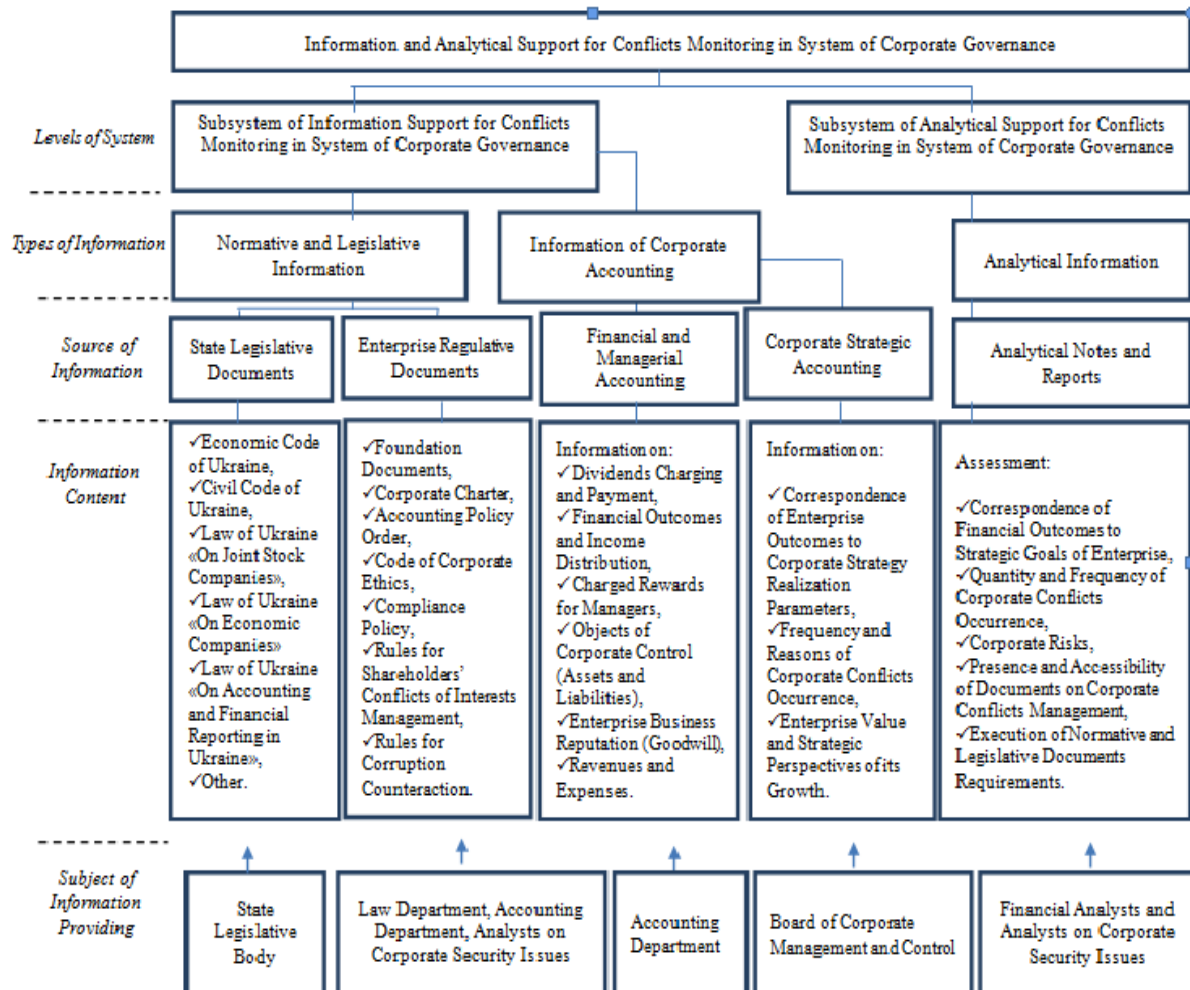 Information and Analytical Support for Conflicts Monitoring in System of Corporate Governance
Levels of System
Subsystem of Information Support for Conflicts
Monitoring in System of Corporate Governance
Subsystem of Analytical Support for Conflicts
Monitoring in System of Corporate Governance
Types of Information
Normative and Legislative
Information
Information of Corporate
Accounting
Analytical Information
Source of
Information
State Legislative
Documents
Enterprise Regulative
Documents
Financial and
Managerial
Accounting
Corporate Strategic
Accounting
Analytical Notes and
Reports
Information
Content
✓Economic Code
of Ukraine,
✓Civil Code of
Ukraine,
✓Law of Ukraine
«On Joint Stock
Companies»,
✓Law of Ukraine
«On Economic
Companies»
✓Law of Ukraine
«On Accounting
and Financial
Reporting in
Ukraine»,
✓Other.
✓Foundation
Documents,
✓Corporate Charter,
✓Accounting Policy
Order,
✓Code of Corporate
Ethics,
✓Compliance
Policy,
✓Rules for
Shareholders’
Conflicts of Interests
Management,
✓Rules for
Corruption
Counteraction.
Information on:
✓Dividends Charging
and Payment,
✓Financial Outcomes
and Income
Distribution,
✓Charged Rewards
for Managers,
✓Objects of
Corporate Control
(Assets and
Liabilities),
✓Enterprise Business
Reputation (Goodwill),
✓Revenues and
Expenses.
Information on:
✓Correspondence
of Enterprise
Outcomes to
Corporate Strategy
Realization
Parameters,
✓Frequency and
Reasons of
Corporate Conflicts
Occurrence,
✓Enterprise Value
and Strategic
Perspectives of its
Growth.
Assessment:
✓Correspondence of
Financial Outcomes to
Strategic Goals of Enterprise,
✓Quantity and Frequency of
Corporate Conflicts
Occurrence,
✓Corporate Risks,
✓Presence and Accessibility
of Documents on Corporate
Conflicts Management,
✓Execution of Normative and
Legislative Documents
Requirements.
Subject of
Information
Providing
State
Legislative
Body
Law Department, Accounting
Department, Analysts on
Corporate Security Issues
Accounting
Department
Board of Corporate
Management and Control
Financial Analysts and
Analysts on Corporate
Security Issues